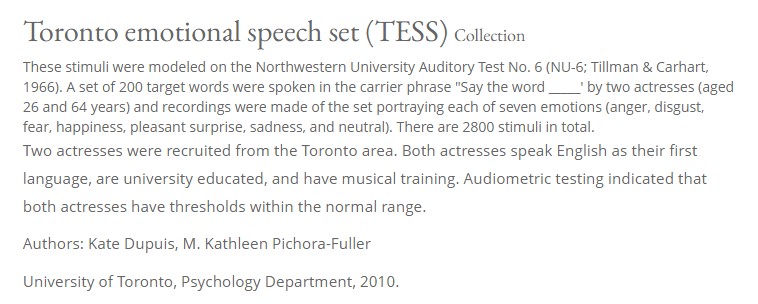 Toronto emotional speech set (TESS) Collection
These stimuli were modeled on the Northwestern University Auditory Test No. 6 (NU-6; Tillman & Carhart,
1966). A set of 200 target words were spoken in the carrier phrase "Say the word _____' by two actresses (aged
26 and 64 years) and recordings were made of the set portraying each of seven emotions (anger, disgust,
fear, happiness, pleasant surprise, sadness, and neutral). There are 2800 stimuli in total.
Two actresses were recruited from the Toronto area. Both actresses speak English as their first
language, are university educated, and have musical training. Audiometric testing indicated that
both actresses have thresholds within the normal range.
Authors: Kate Dupuis, M. Kathleen Pichora-Fuller
University of Toronto, Psychology Department, 2010.